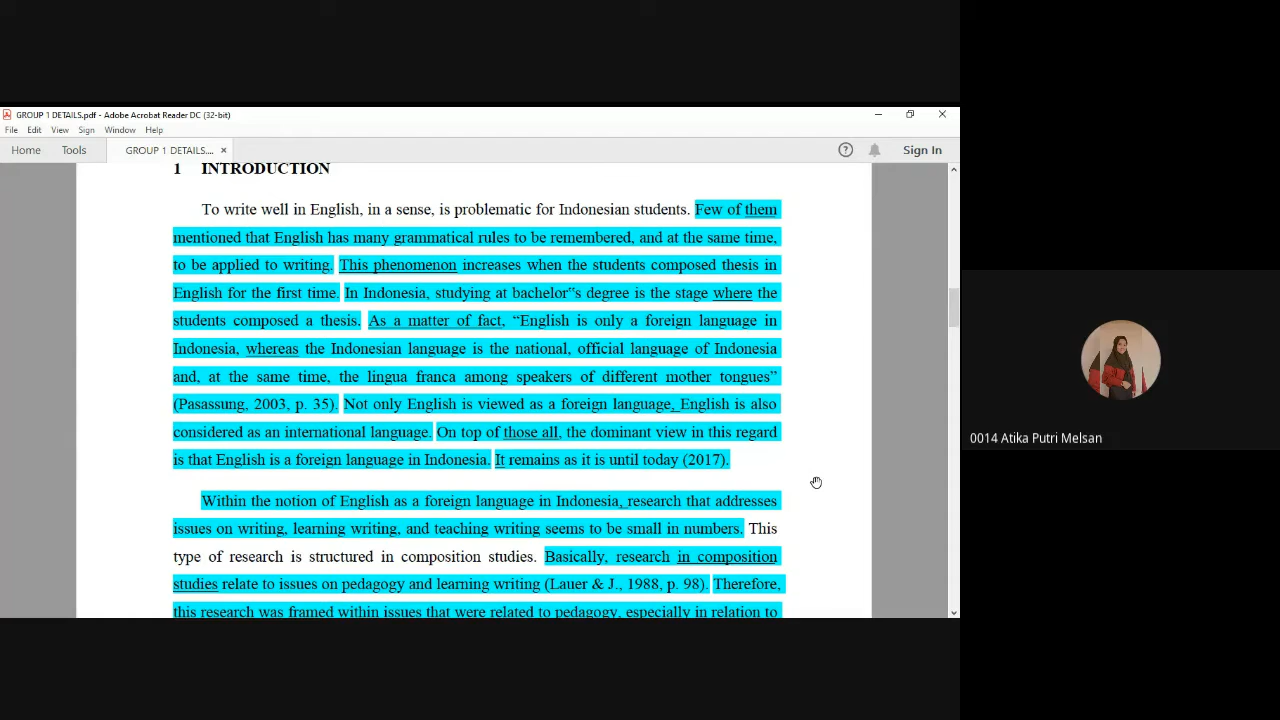 GROUP 1 DETAILS.pdf - Adobe Acrobat Reader DC (32-bit)
File Edit View Sign Window Help
Home Tools GROUP 1 DETAILS.... × Sign In
1 INTRODUCTION
To write well in English, in a sense, is problematic for Indonesian students. Few of them
mentioned that English has many grammatical rules to be remembered, and at the same time,
to be applied to writing. This phenomenon increases when the students composed thesis in
English for the first time. In Indonesia, studying at bachelor‟s degree is the stage where the
students composed a thesis. As a matter of fact, “English is only a foreign language in
Indonesia, whereas the Indonesian language is the national, official language of Indonesia
and, at the same time, the lingua franca among speakers of different mother tongues”
(Pasassung, 2003, p. 35). Not only English is viewed as a foreign language, English is also
considered as an international language. On top of those all, the dominant view in this regard
is that English is a foreign language in Indonesia. It remains as it is until today (2017).
Within the notion of English as a foreign language in Indonesia, research that addresses
issues on writing, learning writing, and teaching writing seems to be small in numbers. This
type of research is structured in composition studies. Basically, research in composition
studies relate to issues on pedagogy and learning writing (Lauer & J., 1988, p. 98). Therefore,
this research was framed within issues that were related to pedagogy, especially in relation to
0014 Atika Putri Melsan